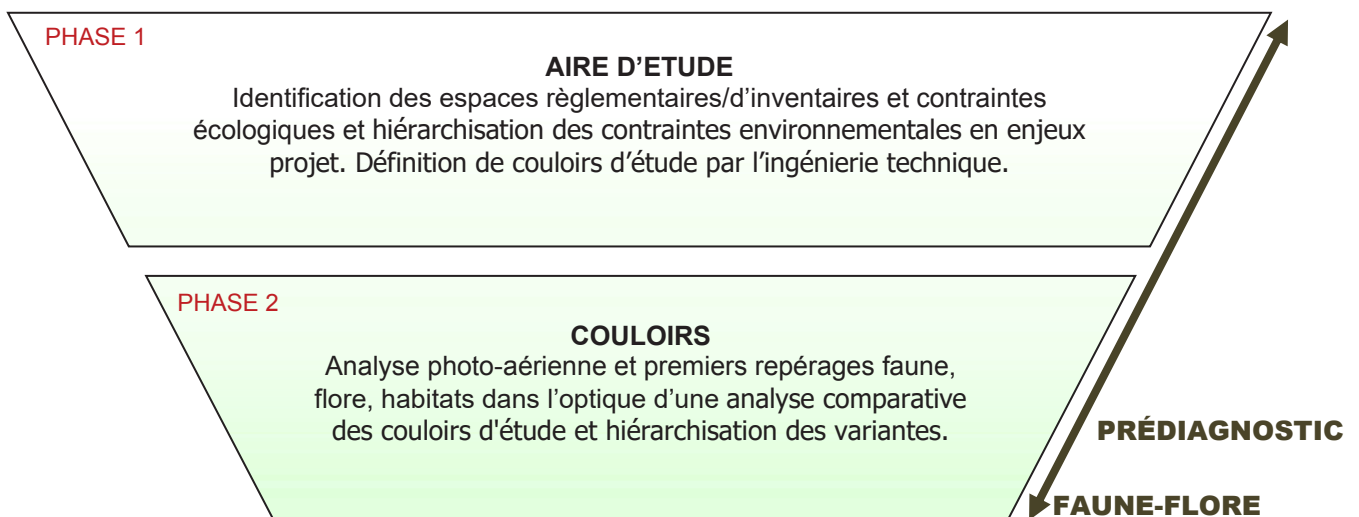 PHASE 1
AIRE D’ETUDE
Identification des espaces règlementaires/d’inventaires et contraintes
écologiques et hiérarchisation des contraintes environnementales en enjeux
projet. Définition de couloirs d’étude par l’ingénierie technique.
PHASE 2
COULOIRS
Analyse photo-aérienne et premiers repérages faune,
flore, habitats dans l’optique d’une analyse comparative
des couloirs d'étude et hiérarchisation des variantes.
PRÉDIAGNOSTIC
FAUNE-FLORE